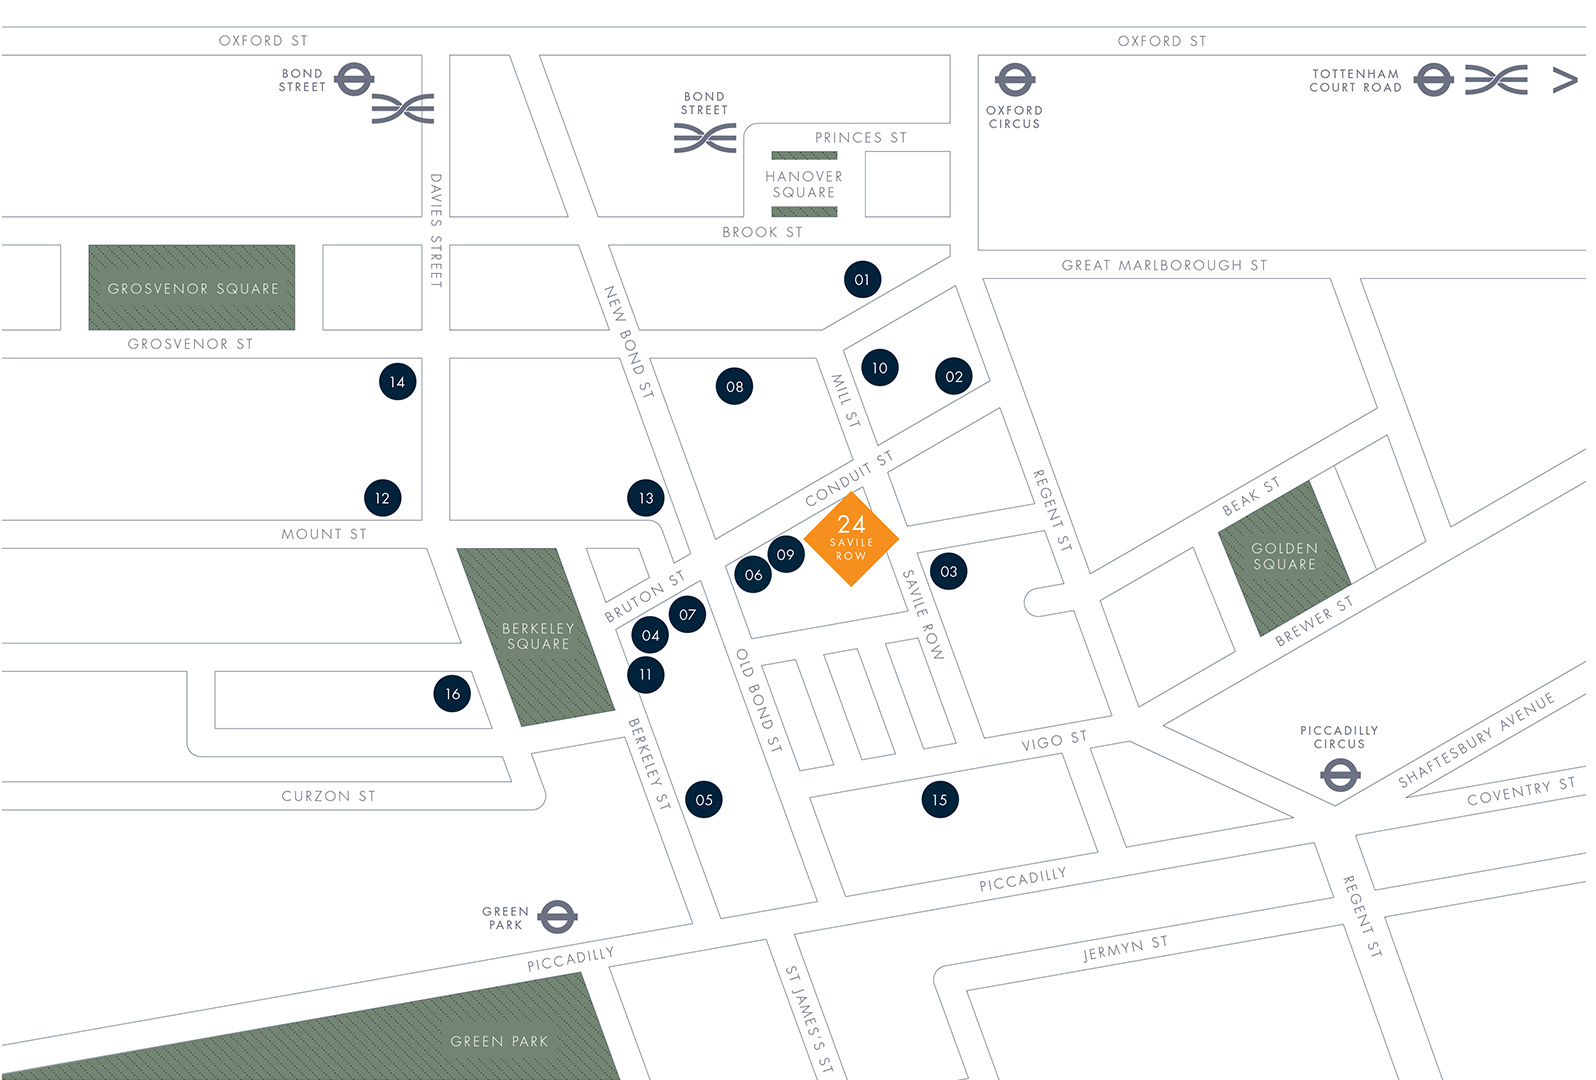 OXFORD ST
OXFORD ST
BOND
STREET
BOND
STREET
OXFORD
CIRCUS
TOTTENHAM
COURT ROAD
>
PRINCES ST
HANOVER
SQUARE
DAVIES STREET
BROOK ST
GREAT MARLBOROUGH ST
01
GROSVENOR SQUARE
GROSVENOR ST
NEW BOND ST
14
08
MILL ST
10
02
12
13
CONDUIT ST
REGENT ST
BEAK ST
MOUNT ST
24
SAVILE
ROW
09
06
03
SAVILE ROW
GOLDEN
SQUARE
BREWER ST
BRUTON ST
07
04
11
BERKELEY
SQUARE
16
OLD BOND ST
BERKELEY ST
VIGO ST
PICCADILLY
CIRCUS
SHAFTESBURY AVENUE
COVENTRY ST
CURZON ST
05
15
PICCADILLY
REGENT ST
GREEN
PARK
PICCADILLY
JERMYN ST
ST JAMES'S ST
GREEN PARK